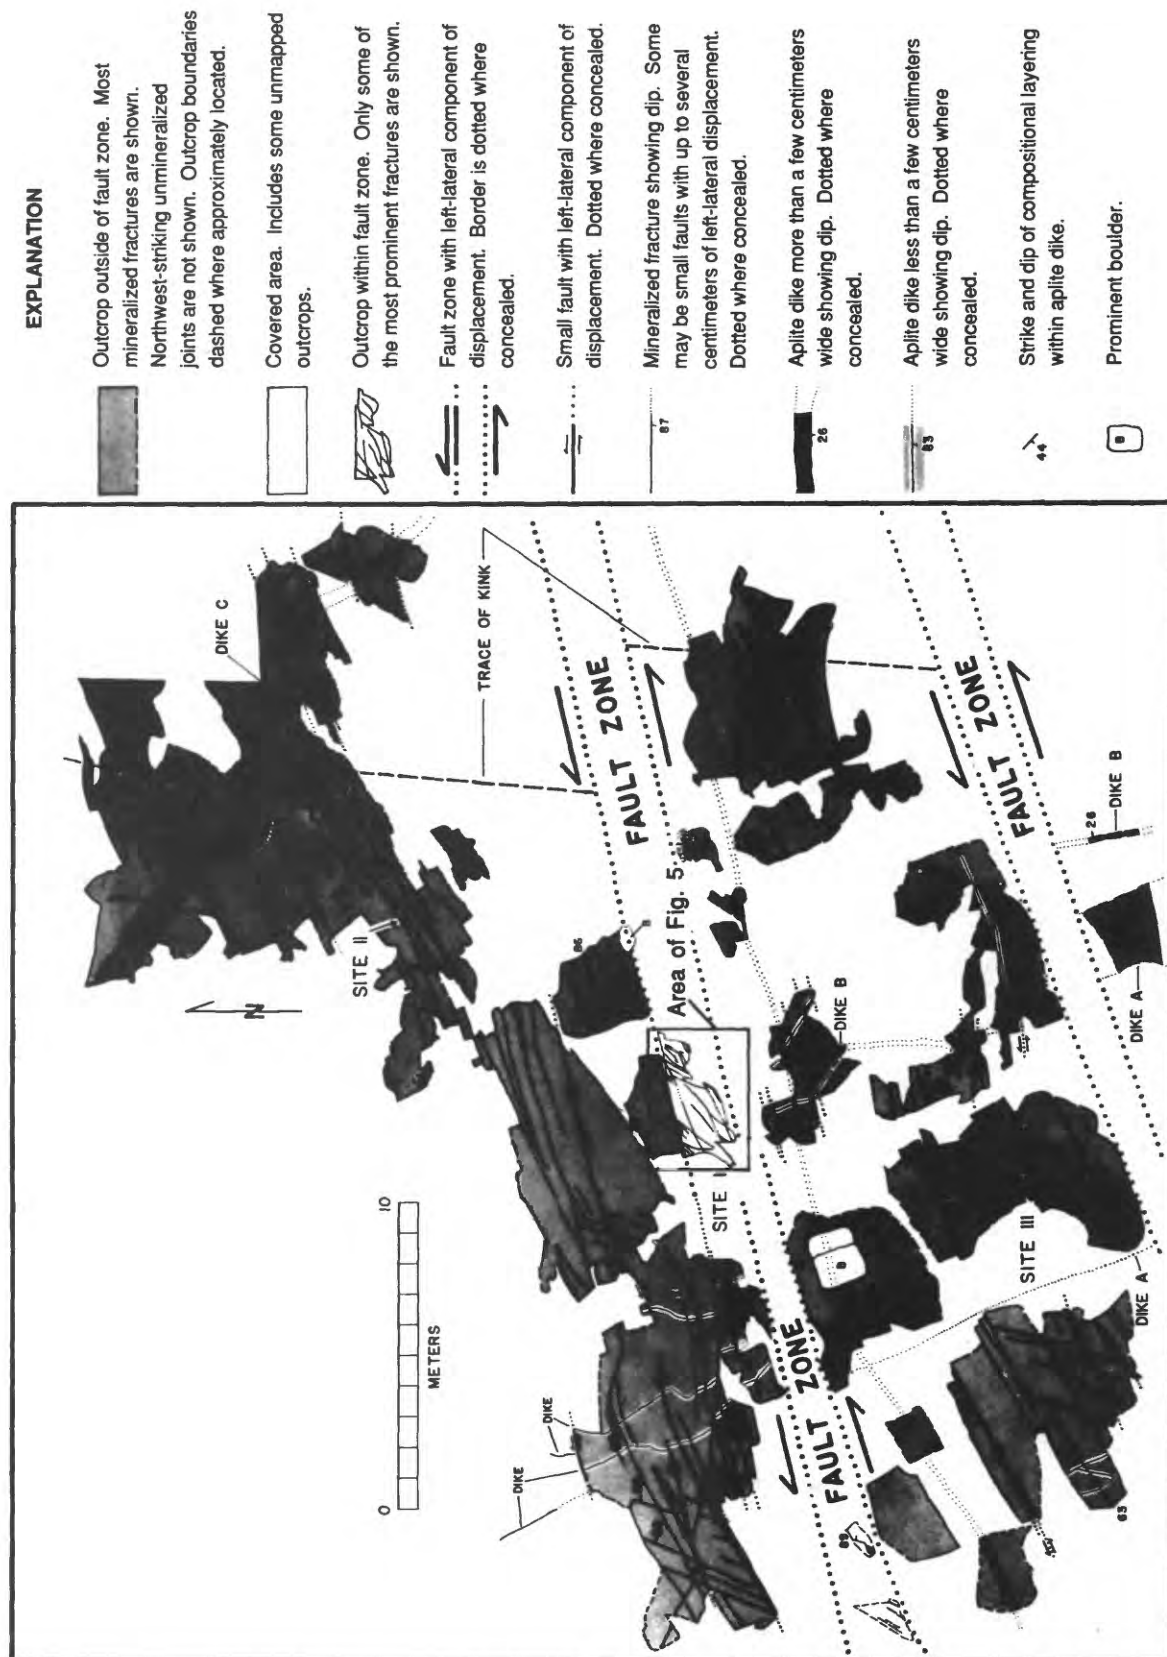 EXPLANATION
Outcrop outside of fault zone. Most
mineralized fractures are shown.
Northwest-striking unmineralized
joints are not shown. Outcrop boundaries
dashed where approximately located.
Covered area. Includes some unmapped
outcrops.
Outcrop within fault zone. Only some of
the most prominent fractures are shown.
Fault zone with left-lateral component of
displacement. Border is dotted where
concealed.
Small fault with left-lateral component of
displacement. Dotted where concealed.
87
Mineralized fracture showing dip. Some
may be small faults with up to several
centimeters of left-lateral displacement.
Dotted where concealed.
26
Aplite dike more than a few centimeters
wide showing dip. Dotted where
concealed.
83
Aplite dike less than a few centimeters
wide showing dip. Dotted where
concealed.
44
Strike and dip of compositional layering
within aplite dike.
B
Prominent boulder.
DIKE C
TRACE OF KINK
N
SITE II
86
B
0
10
METERS
DIKE
DIKE
FAULT ZONE
Area of Fig. 5
SITE I
DIKE B
B
FAULT ZONE
89
SITE III
FAULT ZONE
26
DIKE B
DIKE A
DIKE A
63